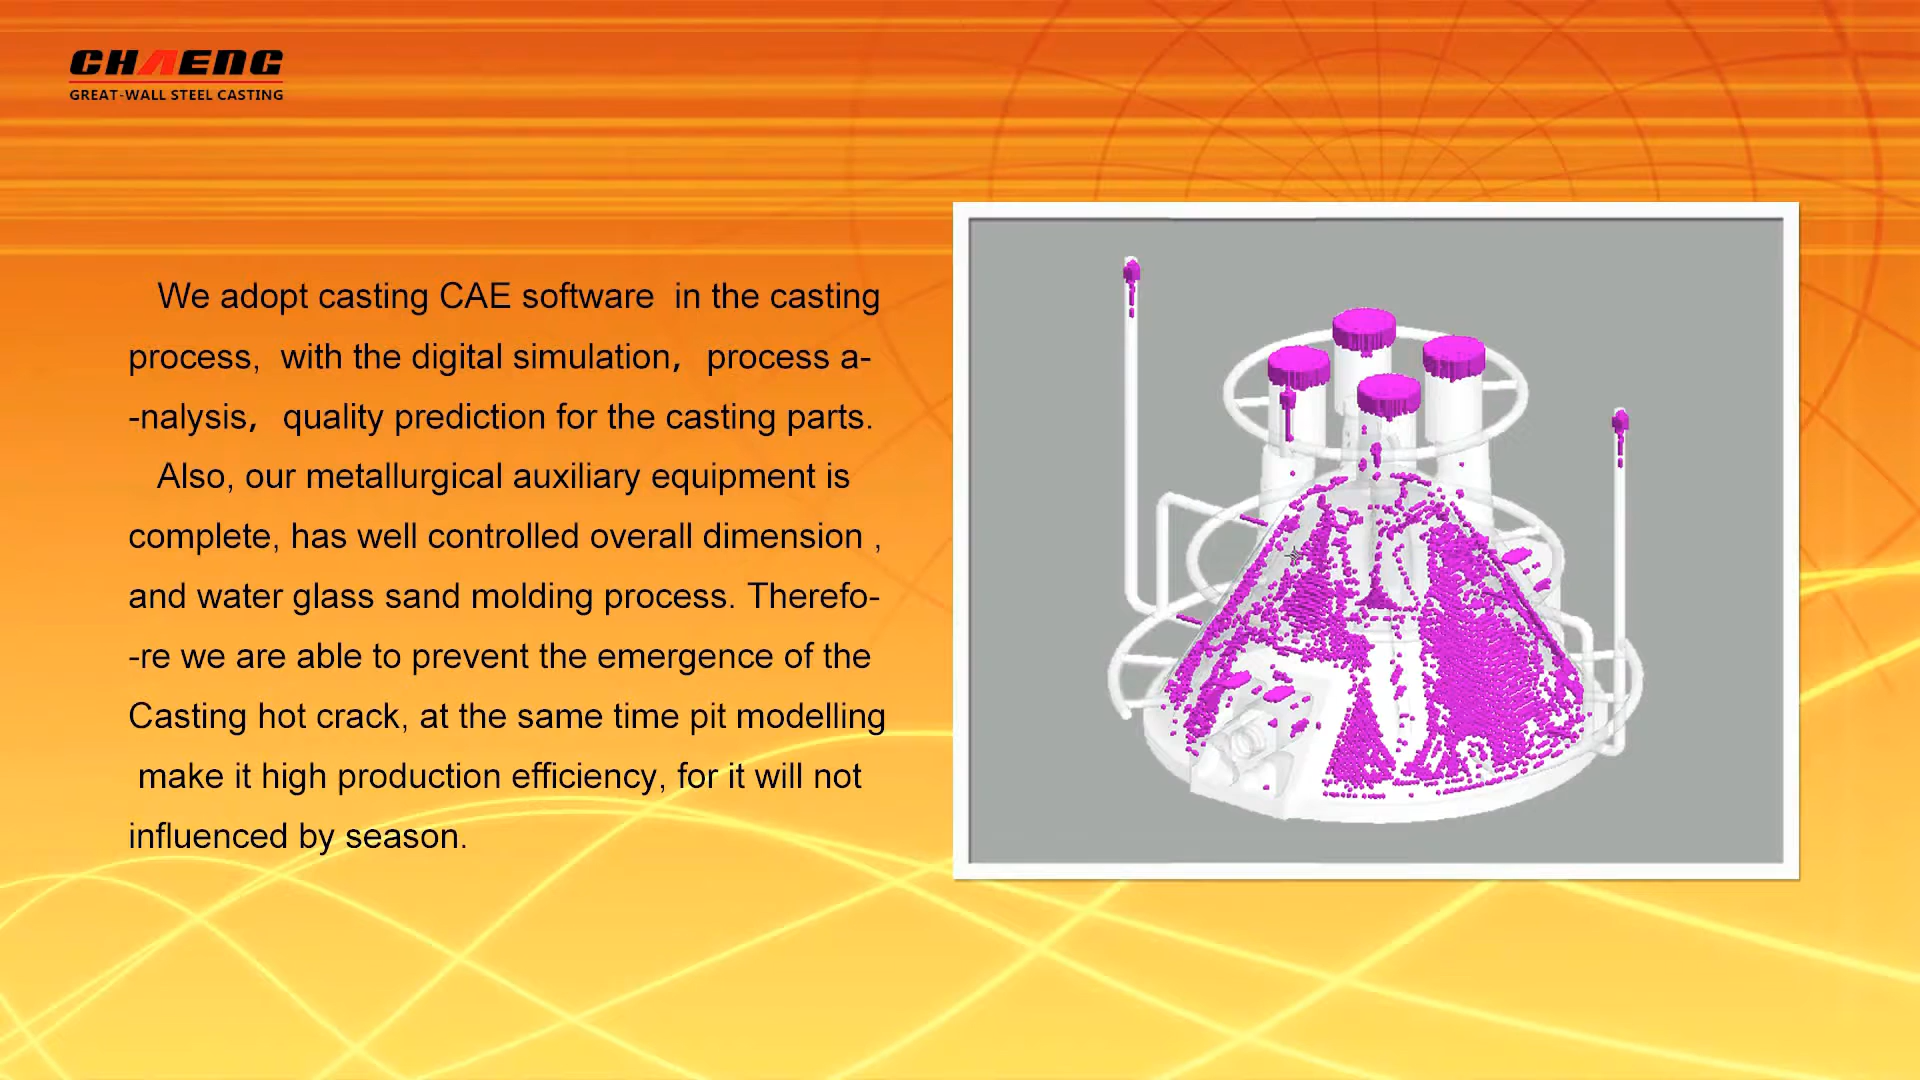 CHAENG
GREAT-WALL STEEL CASTING
We adopt casting CAE software in the casting
process, with the digital simulation， process a-
-nalysis， quality prediction for the casting parts.
Also, our metallurgical auxiliary equipment is
complete, has well controlled overall dimension ,
and water glass sand molding process. Therefo-
-re we are able to prevent the emergence of the
Casting hot crack, at the same time pit modelling
make it high production efficiency, for it will not
influenced by season.